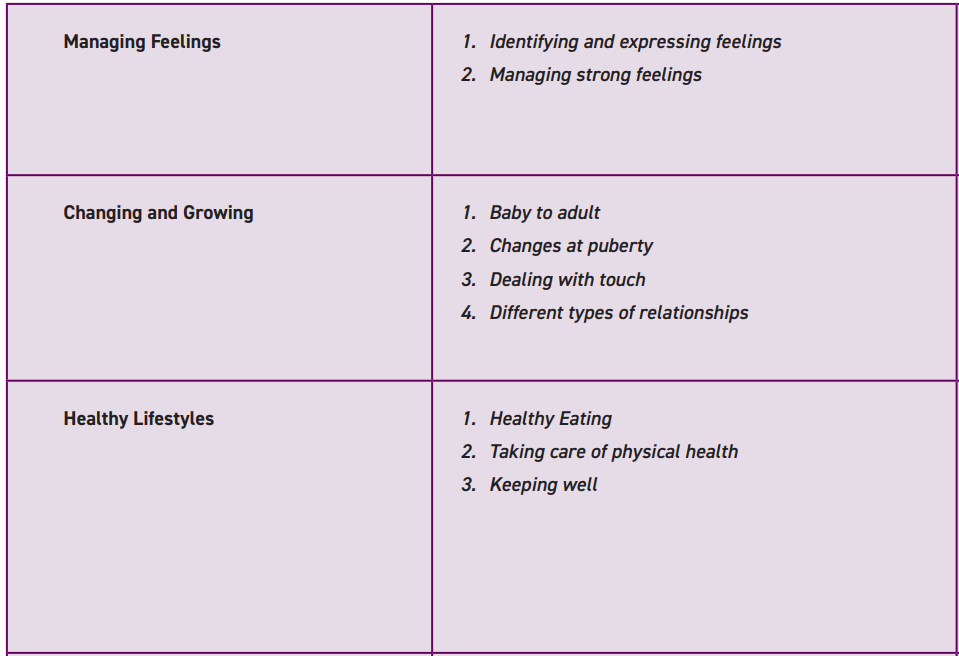 Managing Feelings
1. Identifying and expressing feelings
2. Managing strong feelings
Changing and Growing
1. Baby to adult
2. Changes at puberty
3. Dealing with touch
4. Different types of relationships
Healthy Lifestyles
1. Healthy Eating
2. Taking care of physical health
3. Keeping well